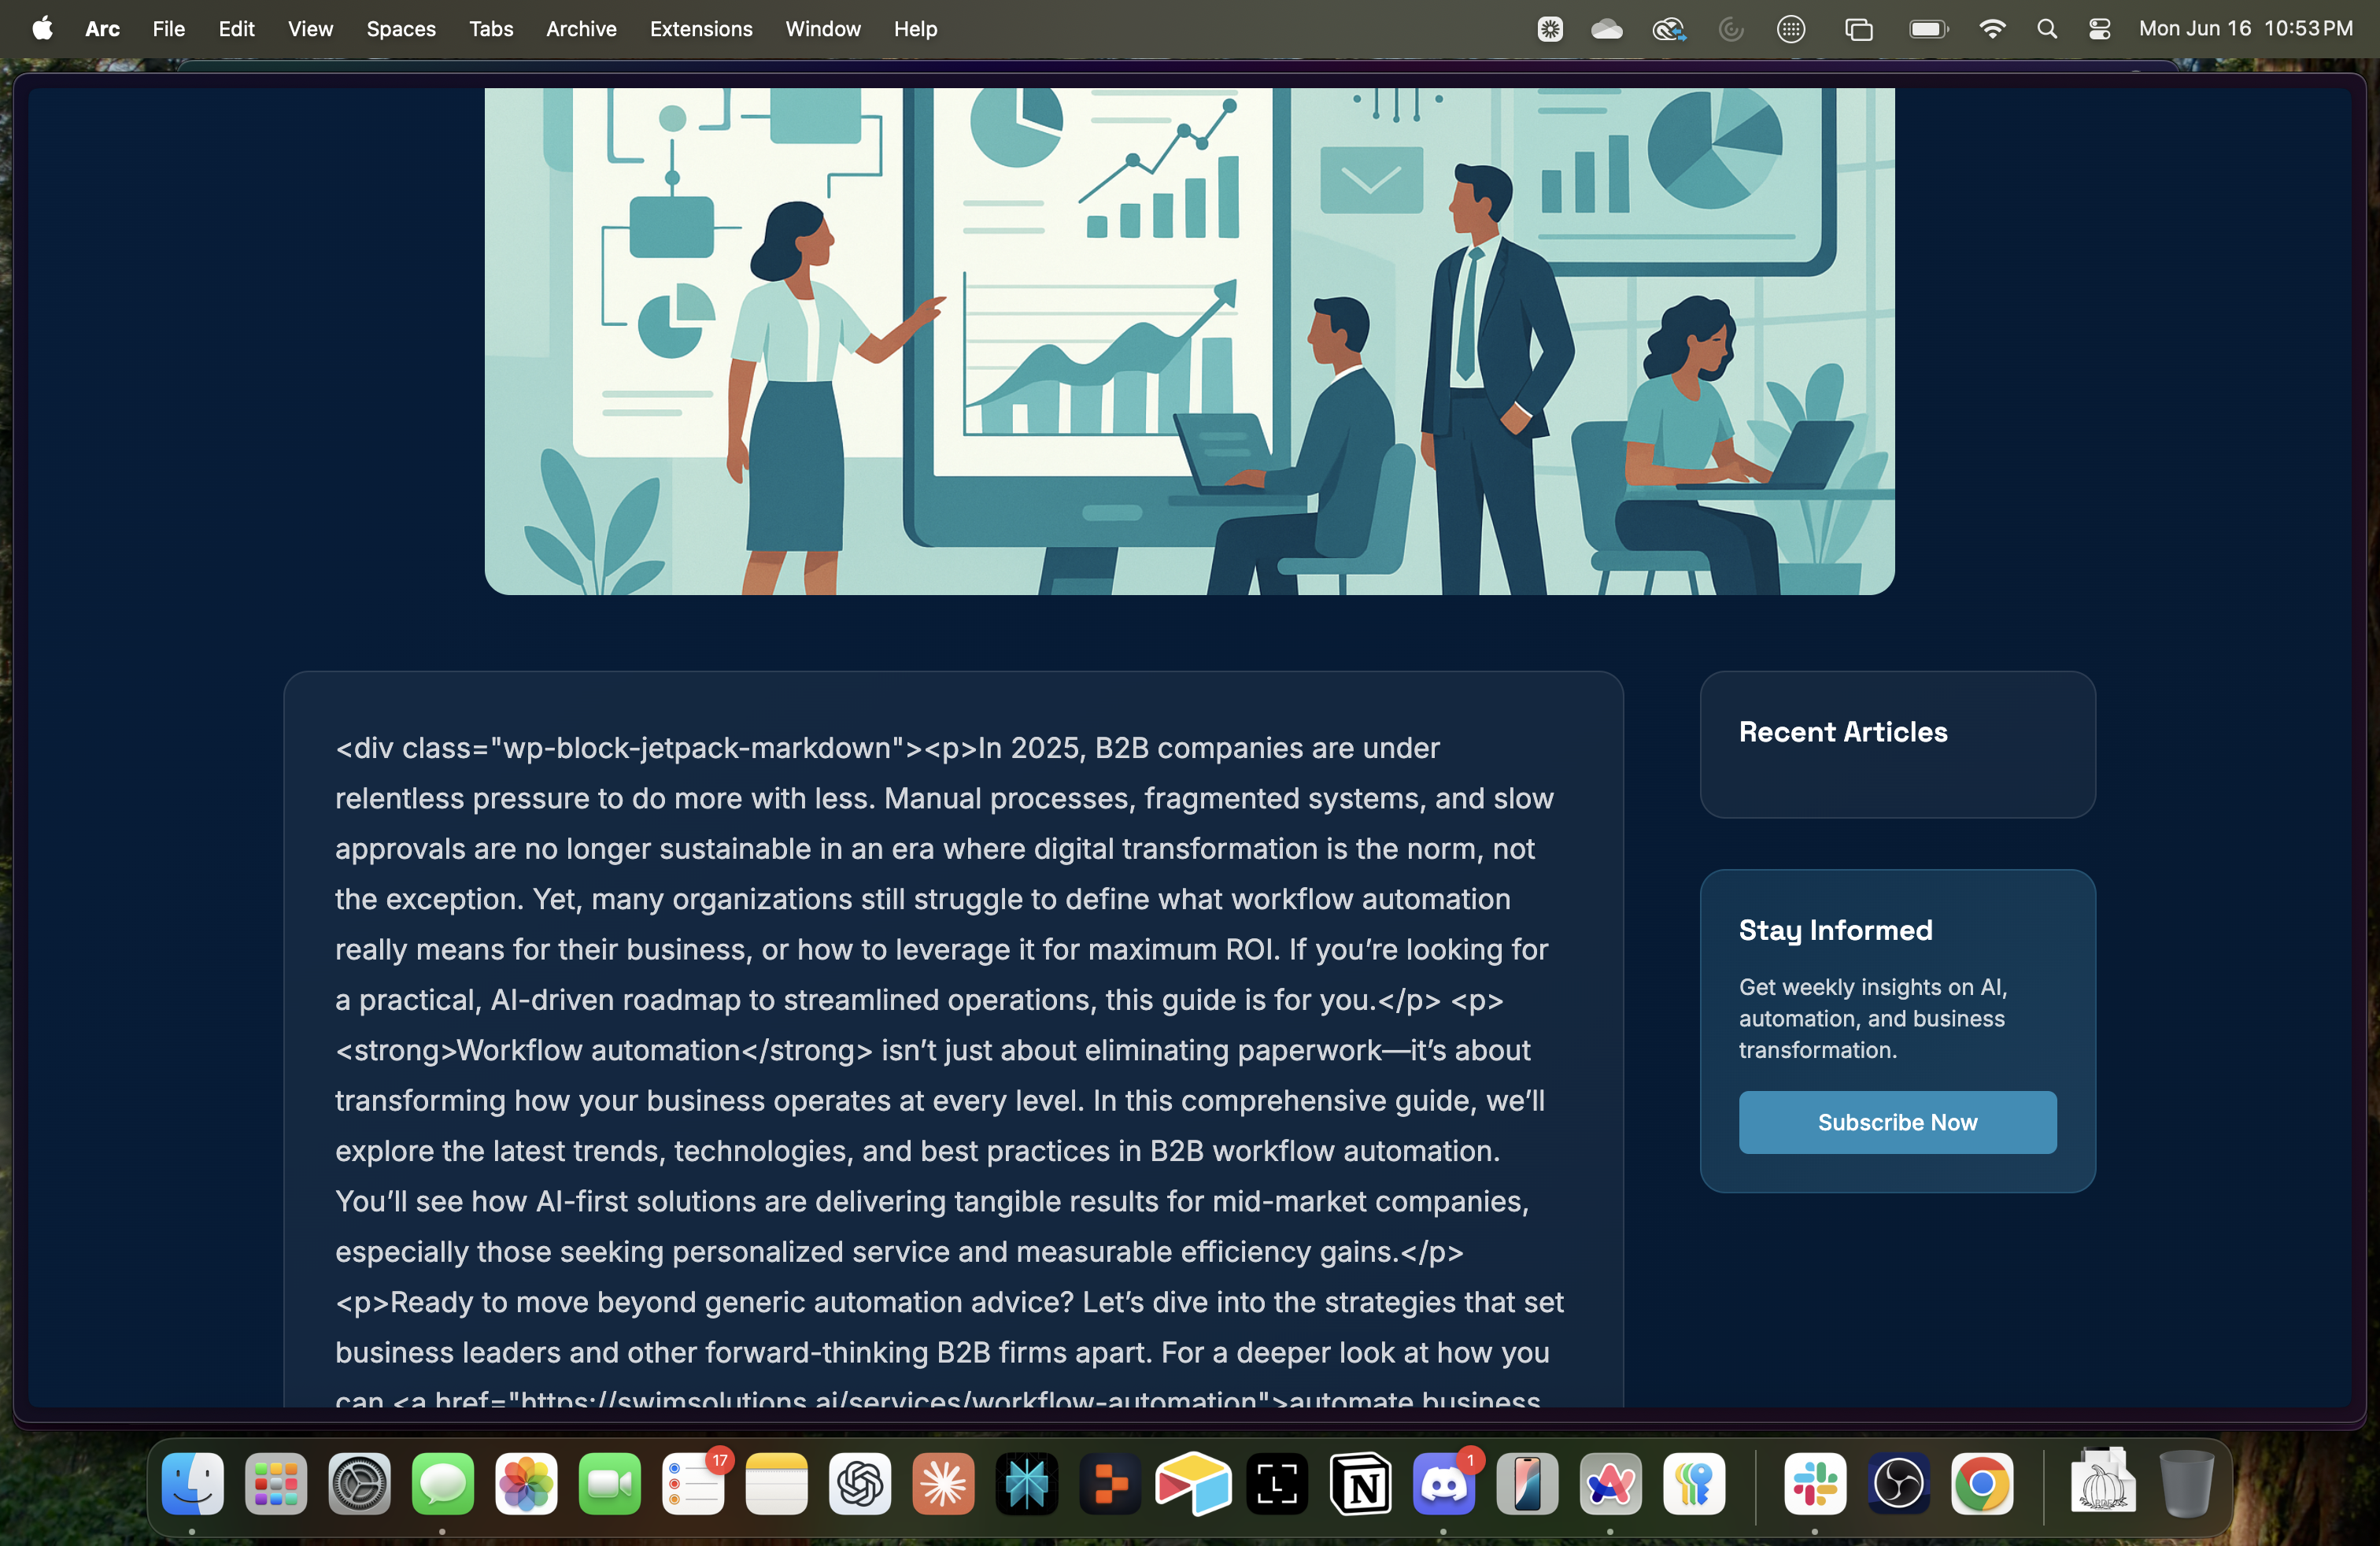 Arc File Edit View Spaces Tabs Archive Extensions Window Help Mon Jun 16 10:53 PM
<div class="wp-block-jetpack-markdown"><p>In 2025, B2B companies are under
relentless pressure to do more with less. Manual processes, fragmented systems, and slow
approvals are no longer sustainable in an era where digital transformation is the norm, not
the exception. Yet, many organizations still struggle to define what workflow automation
really means for their business, or how to leverage it for maximum ROI. If you’re looking for
a practical, AI-driven roadmap to streamlined operations, this guide is for you.</p> <p>
<strong>Workflow automation</strong> isn’t just about eliminating paperwork—it’s about
transforming how your business operates at every level. In this comprehensive guide, we’ll
explore the latest trends, technologies, and best practices in B2B workflow automation.
You’ll see how AI-first solutions are delivering tangible results for mid-market companies,
especially those seeking personalized service and measurable efficiency gains.</p>
<p>Ready to move beyond generic automation advice? Let’s dive into the strategies that set
business leaders and other forward-thinking B2B firms apart. For a deeper look at how you
can <a href="https://swimsolutions.ai/services/workflow-automation">automate business
Recent Articles
Stay Informed
Get weekly insights on AI,
automation, and business
transformation.
Subscribe Now
17
L
N
1